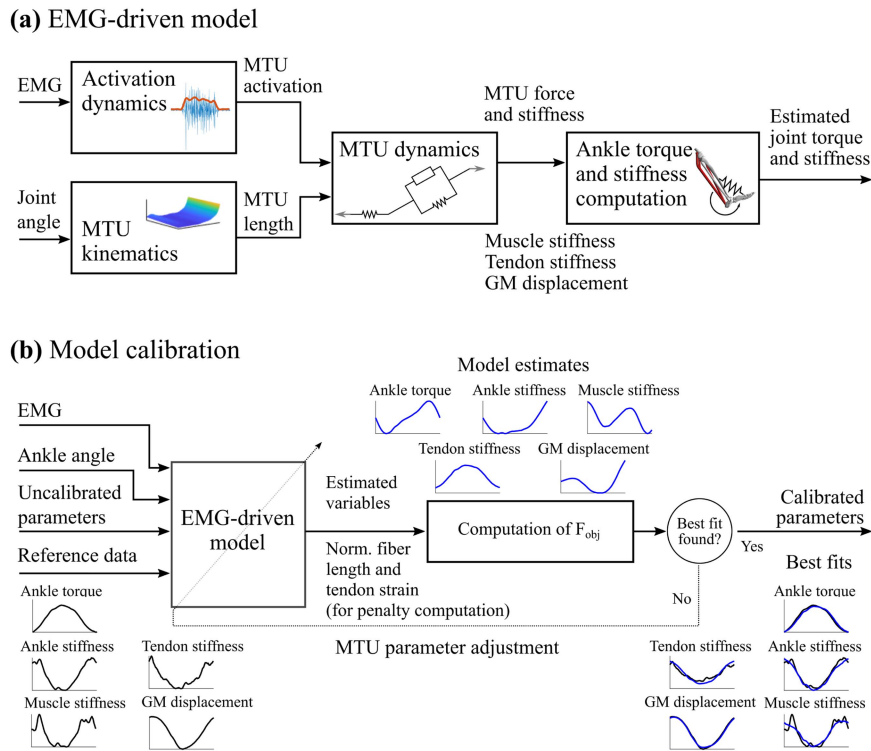 (a) EMG-driven model
EMG
Activation
dynamics
MTU
activation
Joint
angle
MTU
kinematics
MTU
length
MTU dynamics
MTU force
and stiffness
Muscle stiffness
Tendon stiffness
GM displacement
Ankle torque
and stiffness
computation
Estimated
joint torque
and stiffness
(b) Model calibration
EMG
Ankle angle
Uncalibrated
parameters
Reference data
Ankle torque
Ankle stiffness
Muscle stiffness
Tendon stiffness
GM displacement
EMG-driven
model
Estimated
variables
Norm. fiber
length and
tendon strain
(for penalty computation)
Model estimates
Ankle torque
Ankle stiffness
Muscle stiffness
Tendon stiffness
GM displacement
Computation of Fobj
Best fit
found?
Yes
No
MTU parameter adjustment
Calibrated
parameters
Best fits
Ankle torque
Tendon stiffness
Ankle stiffness
GM displacement
Muscle stiffness